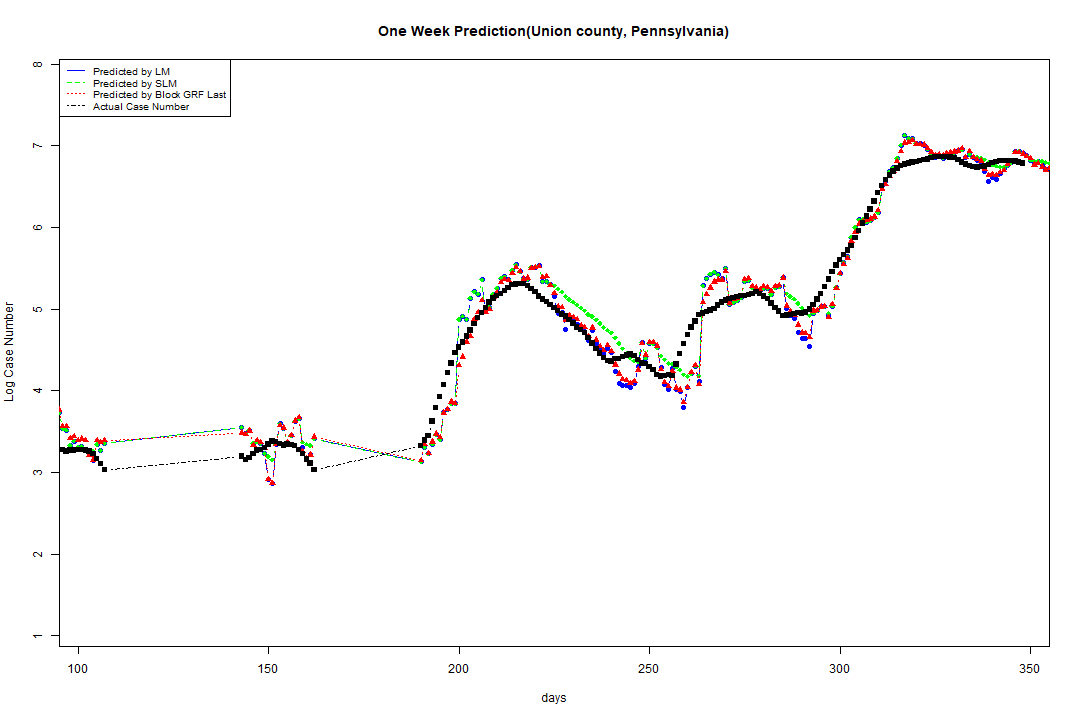 One Week Prediction(Union county, Pennsylvania)
Predicted by LM
Predicted by SLM
Predicted by Block GRF Last
Actual Case Number
Log Case Number
8
7
6
5
4
3
2
1
100 150 200 250 300 350
days